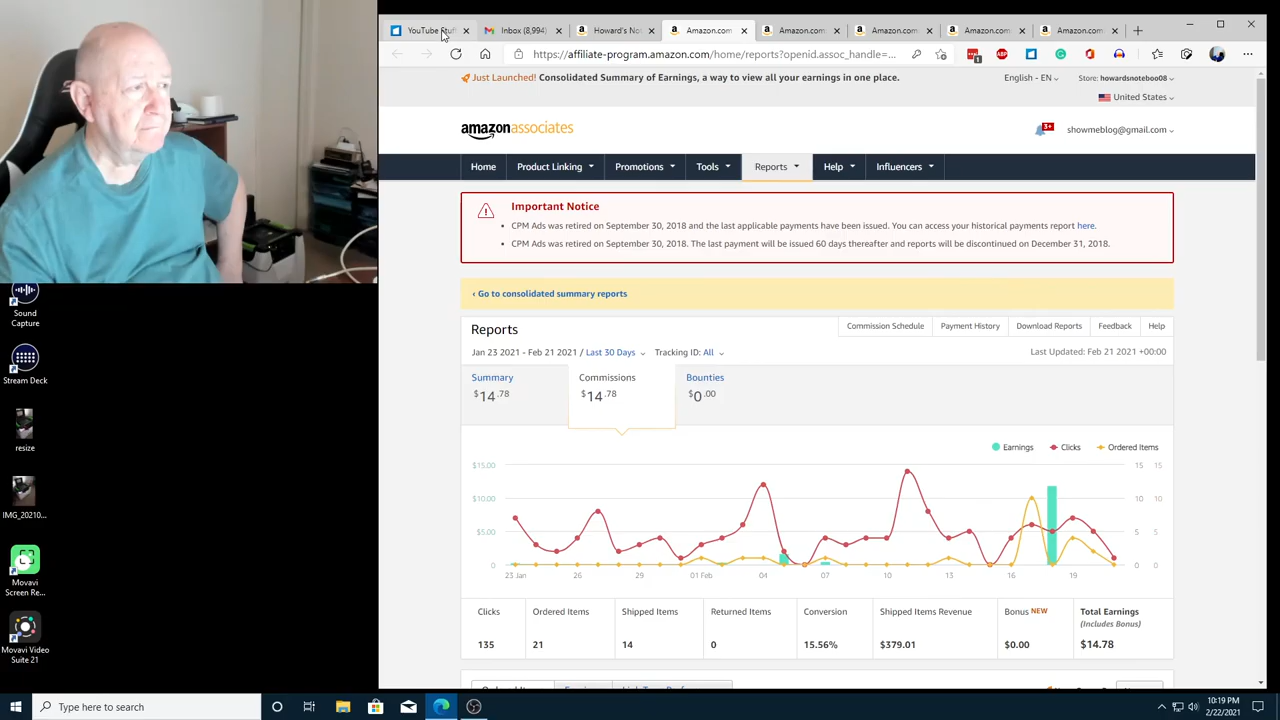 YouTube Stuff
Inbox (8,994)
Howard's No
Amazon.com
Amazon.com
Amazon.com
Amazon.com
Amazon.com
https://affiliate-program.amazon.com/home/reports?openid.assoc_handle=...
Just Launched! Consolidated Summary of Earnings, a way to view all your earnings in one place.
English - EN
Store: howardsnoteboo08
United States
amazon associates
3+
showmeblog@gmail.com
Home
Product Linking
Promotions
Tools
Reports
Help
Influencers
Important Notice
• CPM Ads was retired on September 30, 2018 and the last applicable payments have been issued. You can access your historical payments report here.
• CPM Ads was retired on September 30, 2018. The last payment will be issued 60 days thereafter and reports will be discontinued on December 31, 2018.
‹ Go to consolidated summary reports
Reports
Commission Schedule
Payment History
Download Reports
Feedback
Help
Jan 23 2021 - Feb 21 2021 / Last 30 Days
Tracking ID: All
Last Updated: Feb 21 2021 +00:00
Summary
$14.78
Commissions
$14.78
Bounties
$0.00
Earnings
Clicks
Ordered Items
$15.00
15 15
$10.00
10 10
$5.00
5 5
0
0 0
23 Jan 26 29 01 Feb 04 07 10 13 16 19
Clicks
Ordered Items
Shipped Items
Returned Items
Conversion
Shipped Items Revenue
Bonus NEW
Total Earnings
(Includes Bonus)
135
21
14
0
15.56%
$379.01
$0.00
$14.78
Sound
Capture
Stream Deck
resize
IMG_20210...
Movavi
Screen Re...
Movavi Video
Suite 21
Type here to search
10:19 PM
2/22/2021